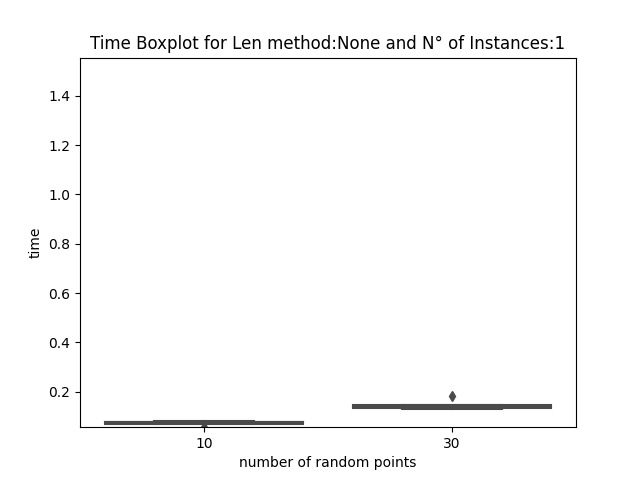 Time Boxplot for Len method:None and N° of Instances:1
1.4
1.2
1.0
0.8
0.6
0.4
0.2
time
10 30
number of random points